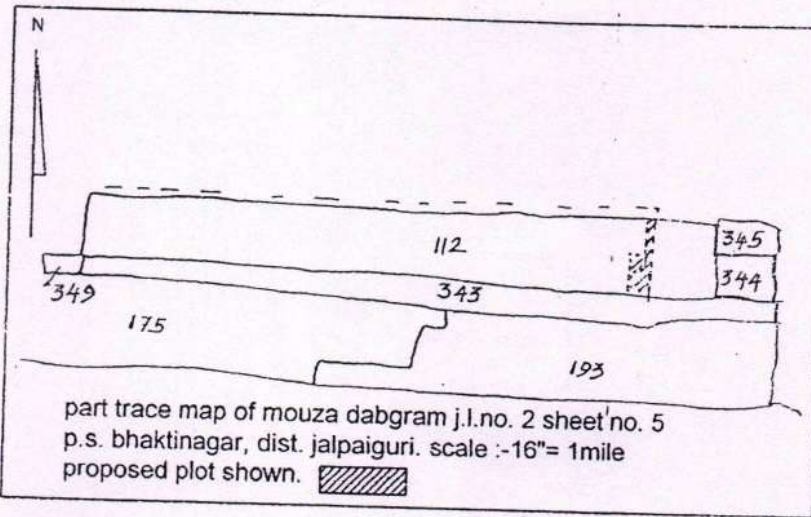 N
112
345
344
343
349
175
193
part trace map of mouza dabgram j.l.no. 2 sheet no. 5
p.s. bhaktinagar, dist. jalpaiguri. scale :-16"= 1mile
proposed plot shown.